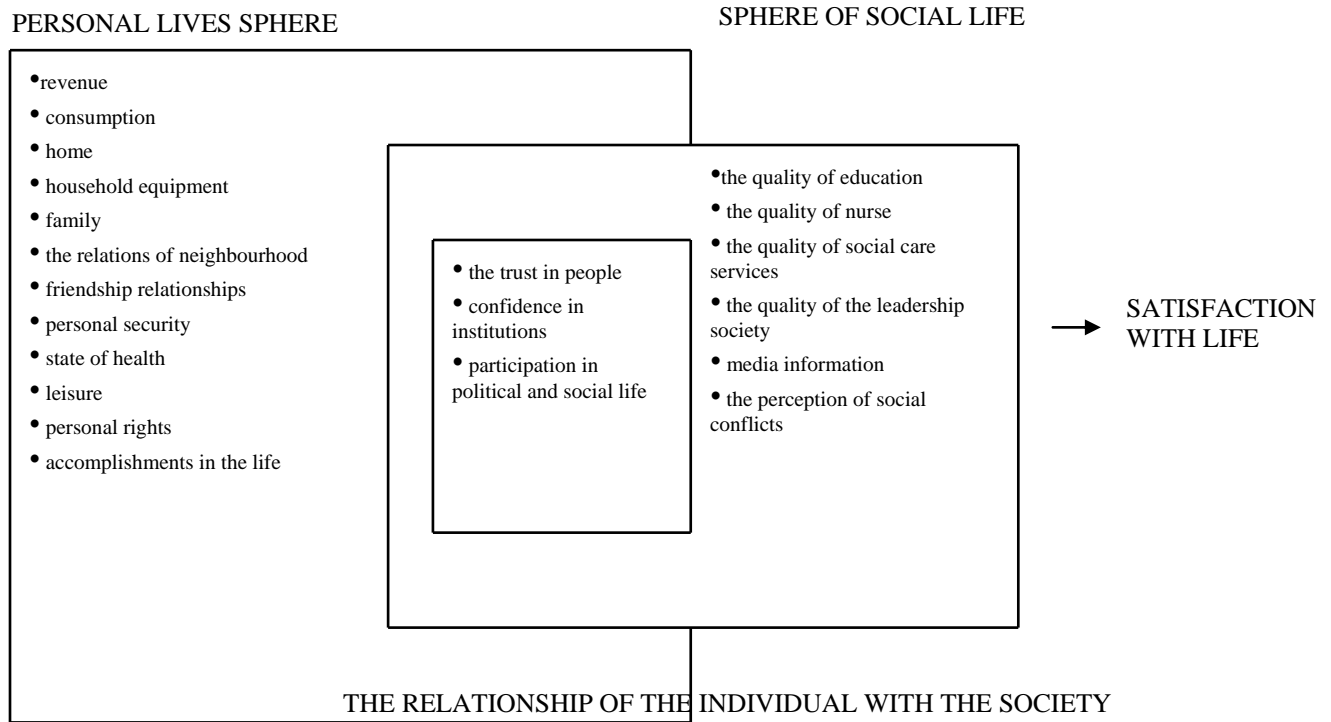 PERSONAL LIVES SPHERE
SPHERE OF SOCIAL LIFE
•revenue
• consumption
• home
• household equipment
• family
• the relations of neighbourhood
• friendship relationships
• personal security
• state of health
• leisure
• personal rights
• accomplishments in the life
• the trust in people
• confidence in
institutions
• participation in
political and social life
•the quality of education
• the quality of nurse
• the quality of social care
services
• the quality of the leadership
society
• media information
• the perception of social
conflicts
SATISFACTION
WITH LIFE
THE RELATIONSHIP OF THE INDIVIDUAL WITH THE SOCIETY